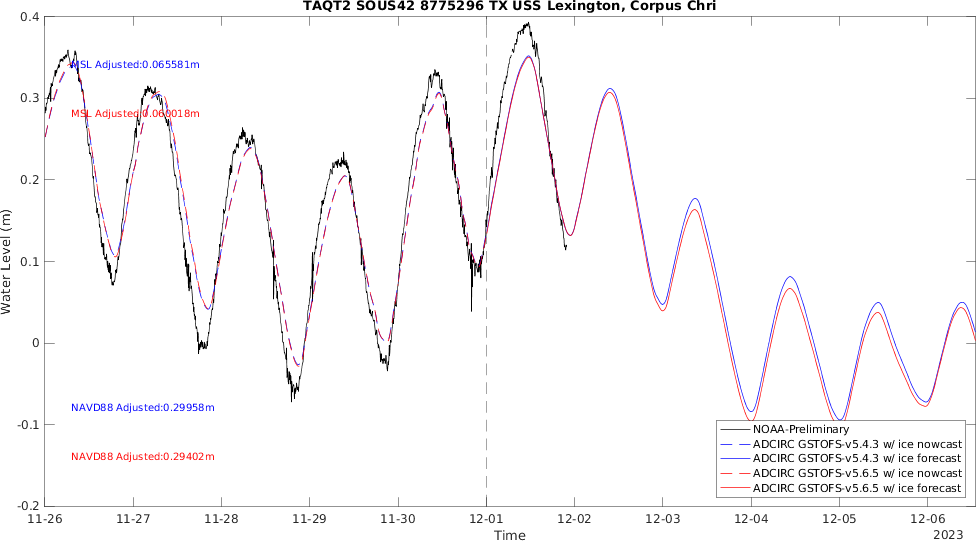 TAQT2 SOUS42 8775296 TX USS Lexington, Corpus Chri
0.4
0.3
0.2
0.1
0
-0.1
-0.2
Water Level (m)
MSL Adjusted:0.065581m
MSL Adjusted:0.060018m
NAVD88 Adjusted:0.29958m
NAVD88 Adjusted:0.29402m
NOAA-Preliminary
ADCIRC GSTOFS-v5.4.3 w/ ice nowcast
ADCIRC GSTOFS-v5.4.3 w/ ice forecast
ADCIRC GSTOFS-v5.6.5 w/ ice nowcast
ADCIRC GSTOFS-v5.6.5 w/ ice forecast
11-26 11-27 11-28 11-29 11-30 12-01 12-02 12-03 12-04 12-05 12-06
Time
2023